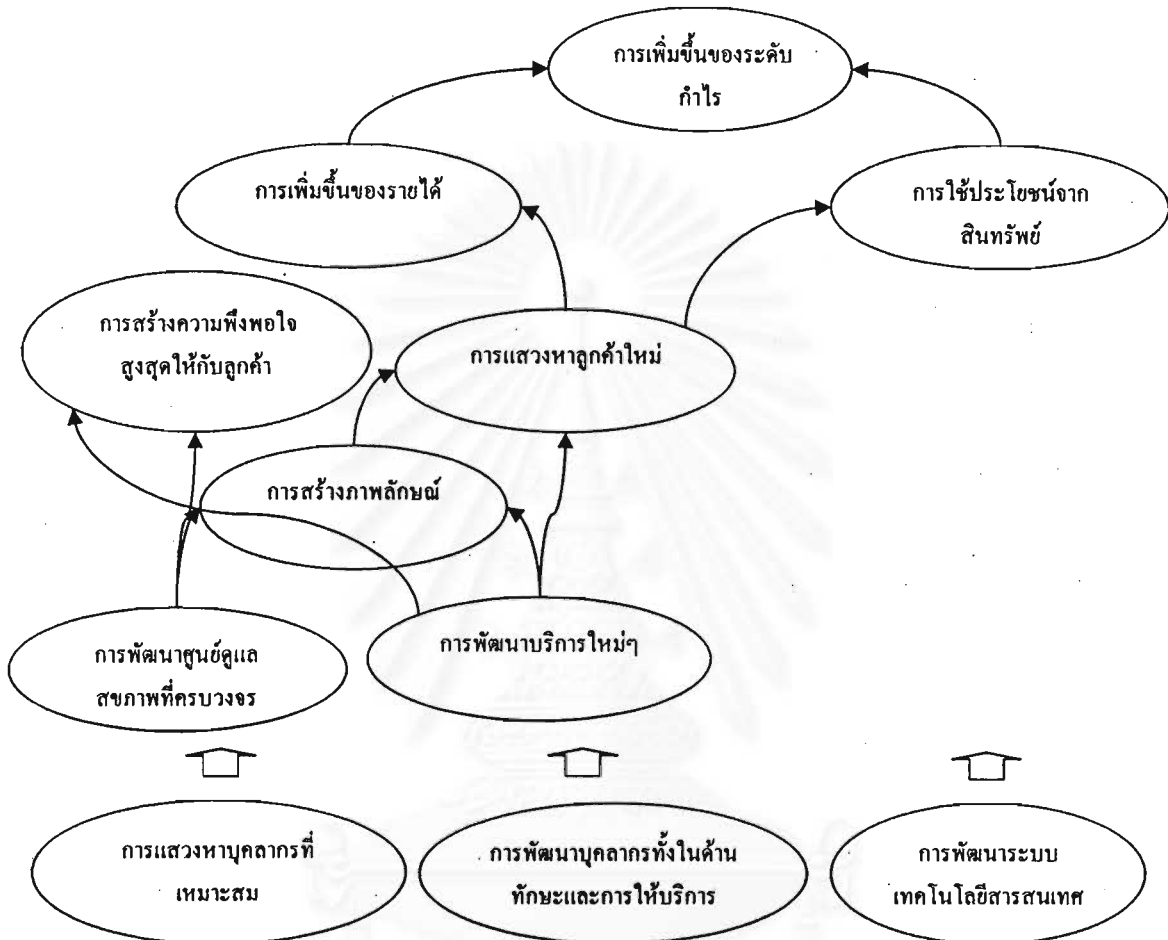 การเพิ่มขึ้นของระดับ
กำไร
การเพิ่มขึ้นของรายได้
การใช้ประโยชน์จาก
สินทรัพย์
การสร้างความพึงพอใจ
สูงสุดให้กับลูกค้า
การแสวงหาลูกค้าใหม่
การสร้างภาพลักษณ์
การพัฒนาศูนย์ดูแล
สขภาพที่ครบวงจร
การพัฒนาบริการใหม่ๆ
การแสวงหาบุคลากรที่
เหมาะสม
การพัฒนาบุคลากรทั้งในด้าน
ทักษะและการให้บริการ
การพัฒนาระบบ
เทคโนโลยีสารสนเทศ